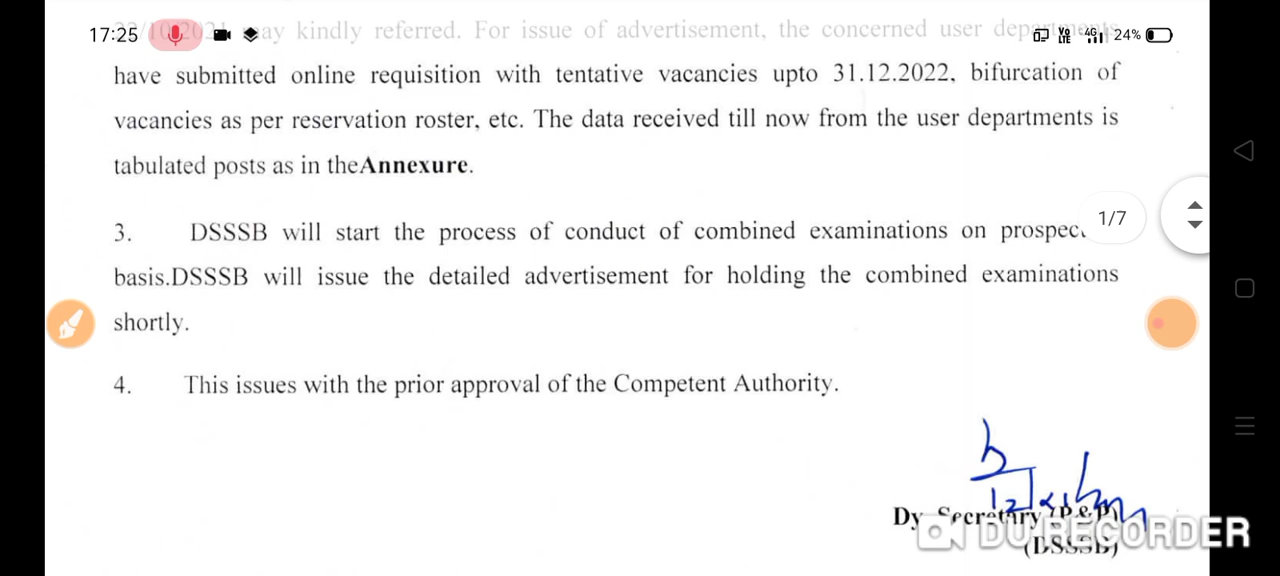 17:25 24%
may kindly referred. For issue of advertisement, the concerned user departments
have submitted online requisition with tentative vacancies upto 31.12.2022, bifurcation of
vacancies as per reservation roster, etc. The data received till now from the user departments is
tabulated posts as in theAnnexure.
1/7
3. DSSSB will start the process of conduct of combined examinations on
basis.DSSSB will issue the detailed advertisement for holding the combined examinations
shortly.
4. This issues with the prior approval of the Competent Authority.
Dy. Secretary (P&P)
(DSSSB)
DU RECORDER